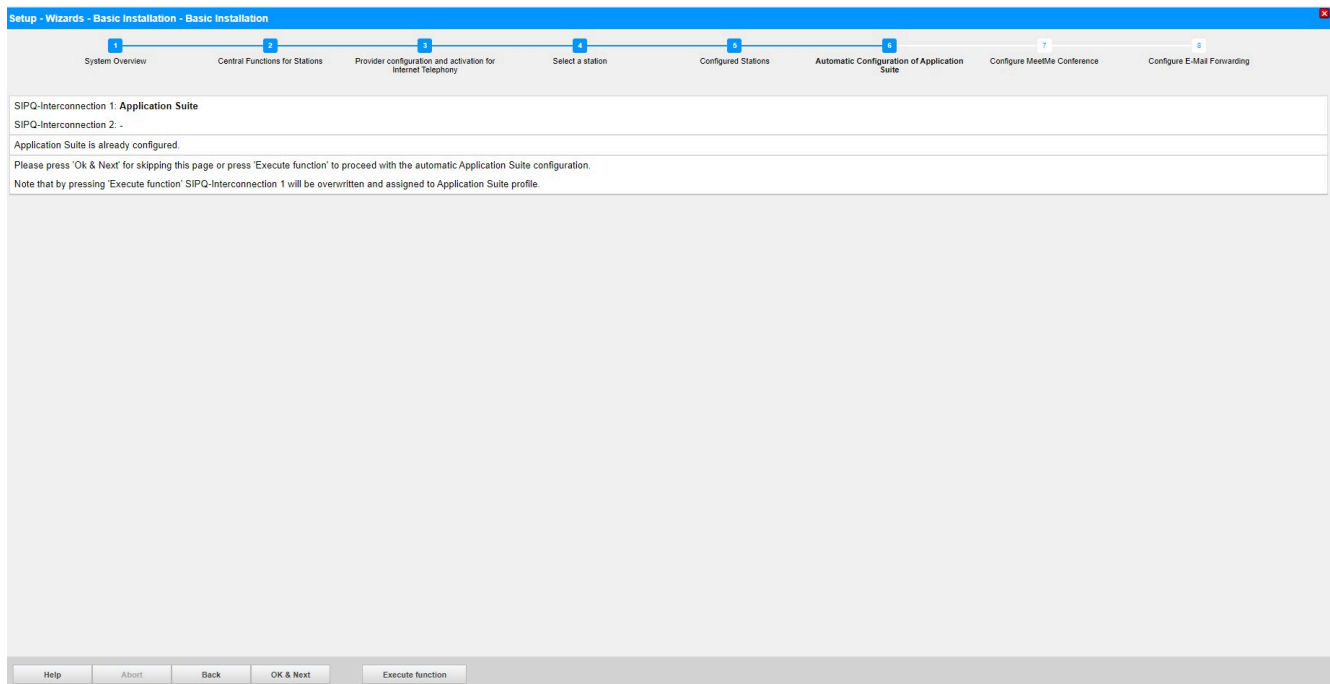 Setup - Wizards - Basic Installation - Basic Installation
1
2
3
4
5
6
7
8
System Overview
Central Functions for Stations
Provider configuration and activation for
Internet Telephony
Select a station
Configured Stations
Automatic Configuration of Application
Suite
Configure MeetMe Conference
Configure E-Mail Forwarding
SIPQ-Interconnection 1: Application Suite
SIPQ-Interconnection 2: -
Application Suite is already configured.
Please press 'Ok & Next' for skipping this page or press 'Execute function' to proceed with the automatic Application Suite configuration.
Note that by pressing 'Execute function' SIPQ-Interconnection 1 will be overwritten and assigned to Application Suite profile.
Help
Abort
Back
OK & Next
Execute function